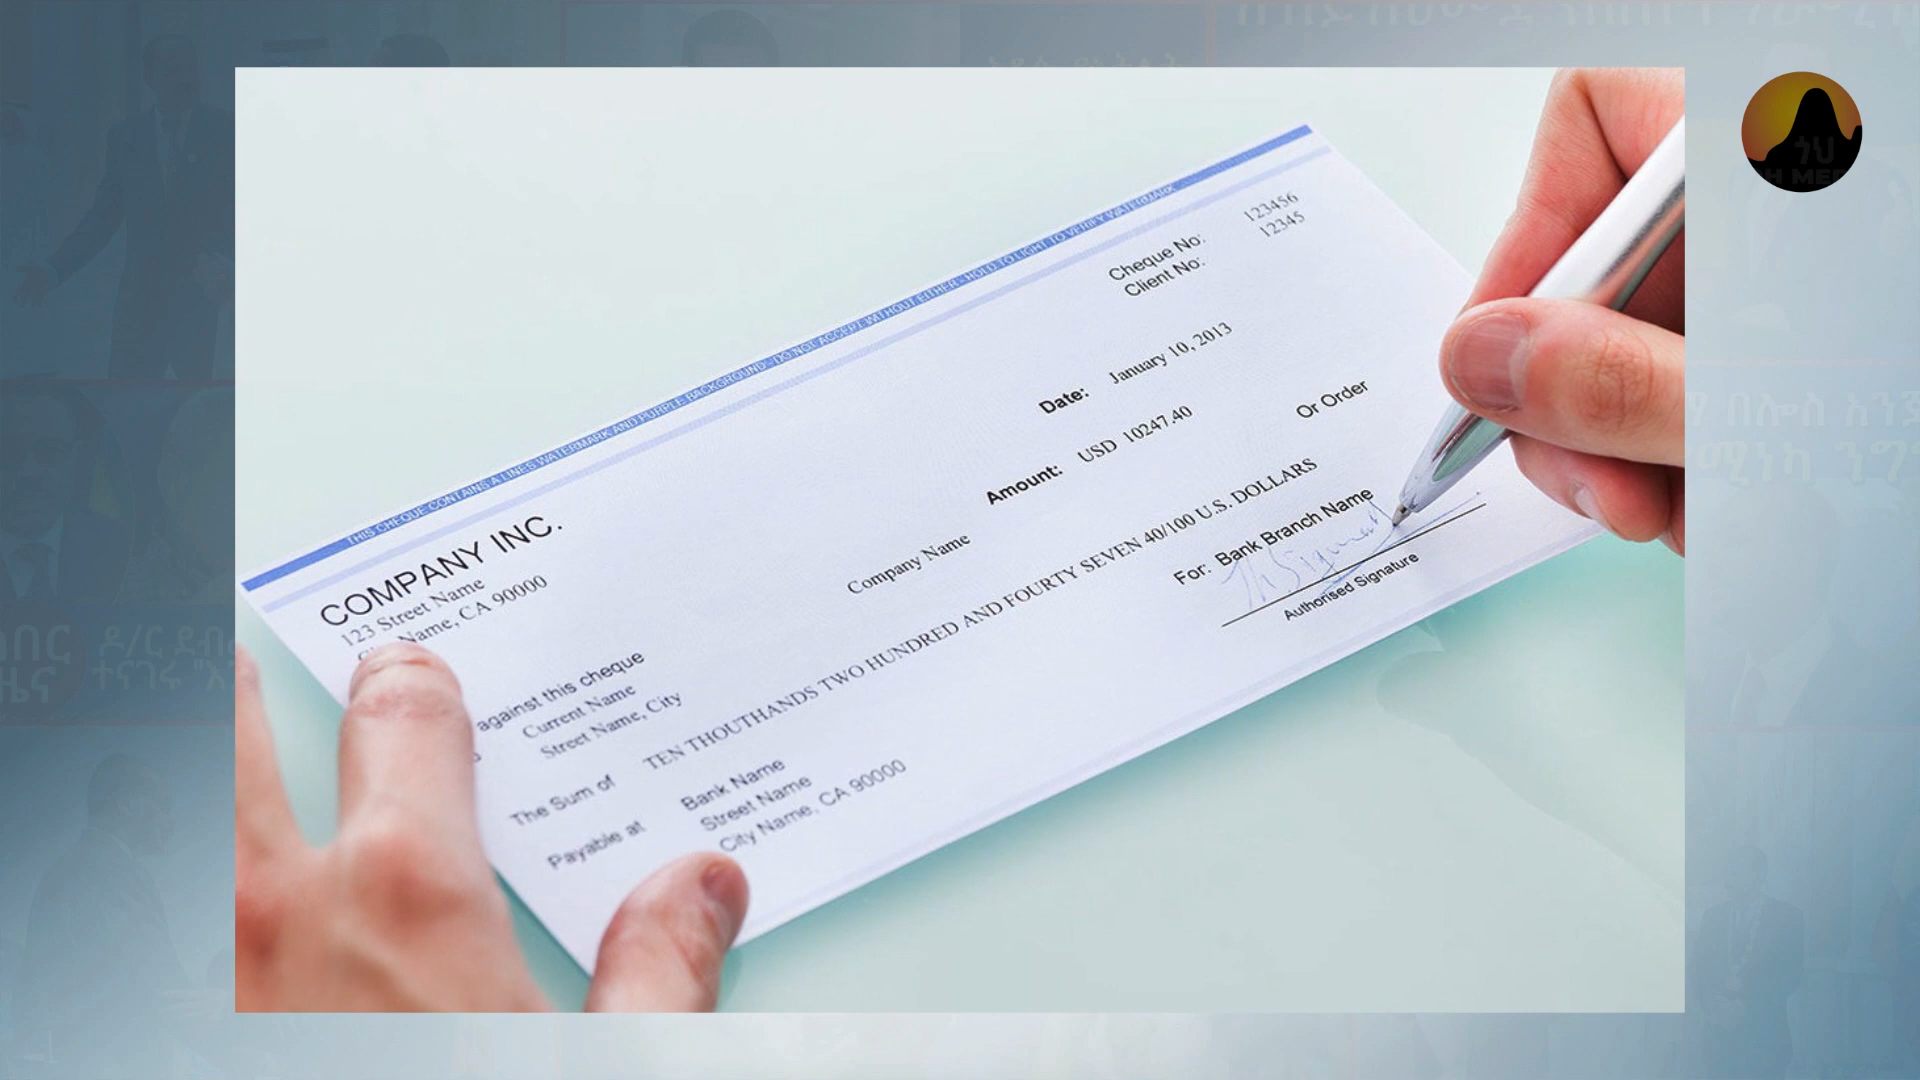 THIS CHEQUE CONTAINS A LINES WATERMARK AND PURPLE BACKGROUND - DO NOT ACCEPT WITHOUT EITHER - HOLD TO LIGHT TO VERIFY WATERMARK
Cheque No: 123456
Client No: 12345
Date: January 10, 2013
Amount: USD 10247.40
COMPANY INC.
123 Street Name
Name, CA 90000
Company Name
Or Order
against this cheque
Current Name
Street Name, City
The Sum of TEN THOUTHANDS TWO HUNDRED AND FOURTY SEVEN 40/100 U.S. DOLLARS
Payable at Bank Name
Street Name
City Name, CA 90000
For: Bank Branch Name
Authorised Signature
ጎህ